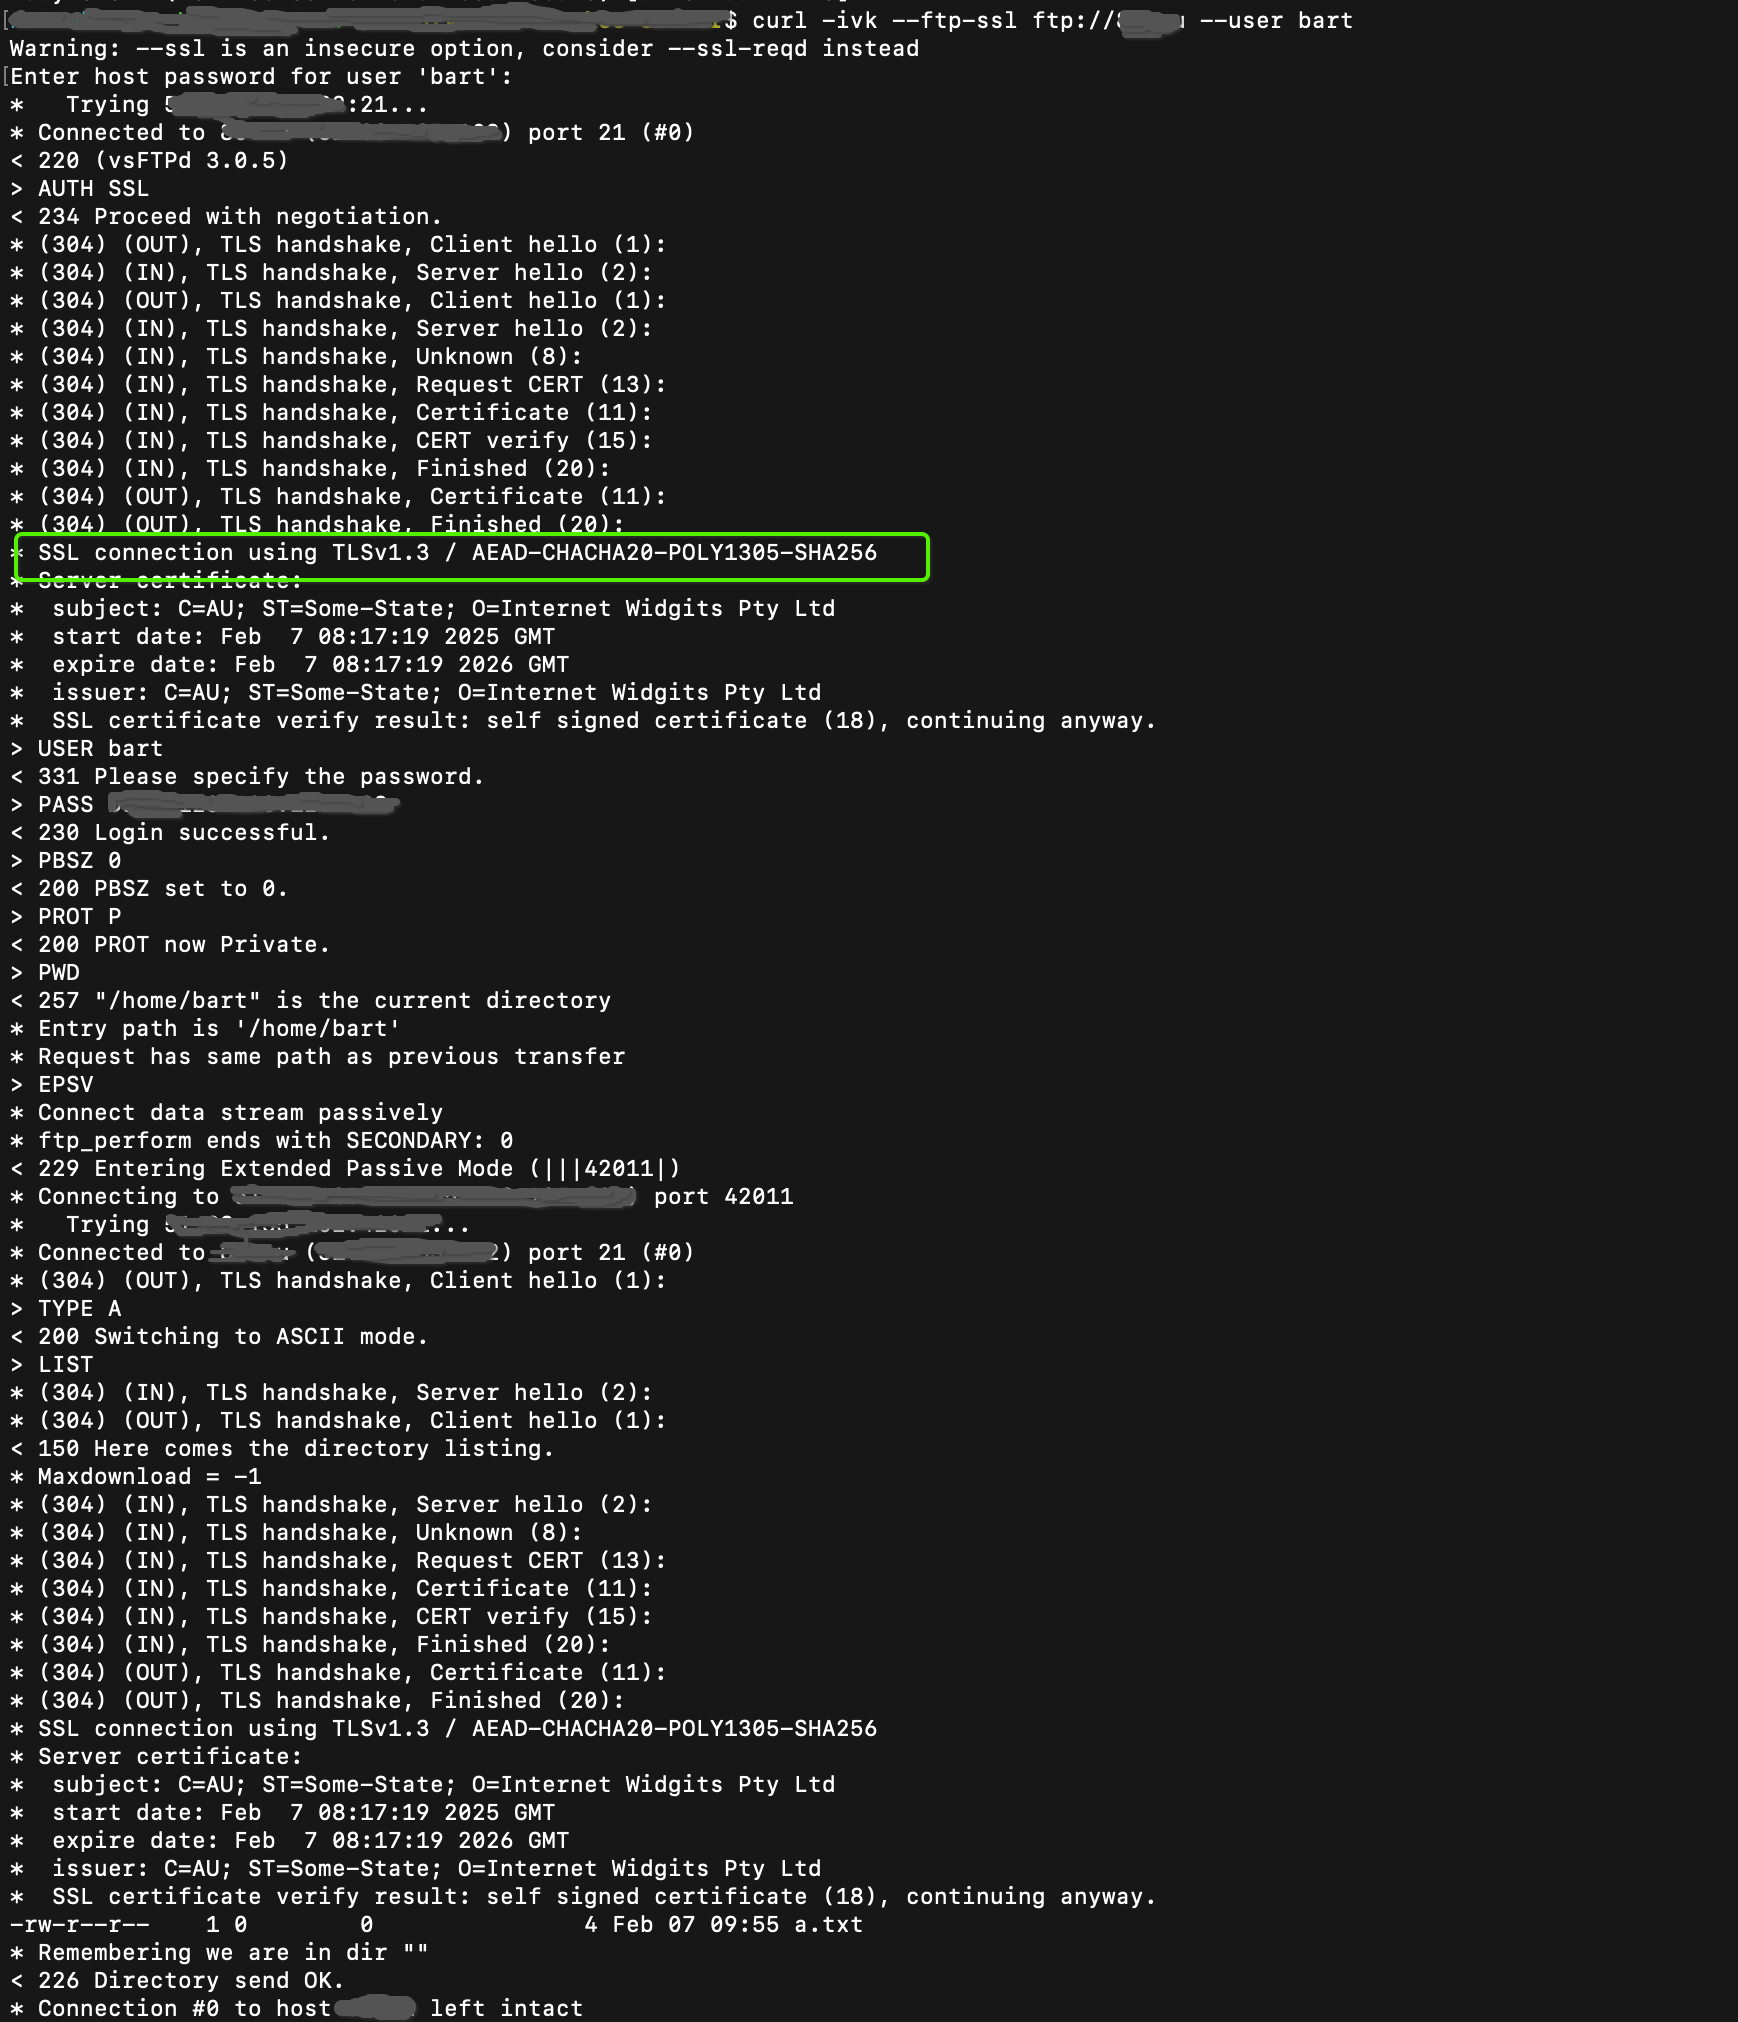 $ curl -ivk --ftp-ssl ftp:// --user bart
Warning: --ssl is an insecure option, consider --ssl-reqd instead
Enter host password for user 'bart':
*   Trying :21...
* Connected to ) port 21 (#0)
< 220 (vsFTPd 3.0.5)
> AUTH SSL
< 234 Proceed with negotiation.
* (304) (OUT), TLS handshake, Client hello (1):
* (304) (IN), TLS handshake, Server hello (2):
* (304) (OUT), TLS handshake, Client hello (1):
* (304) (IN), TLS handshake, Server hello (2):
* (304) (IN), TLS handshake, Unknown (8):
* (304) (IN), TLS handshake, Request CERT (13):
* (304) (IN), TLS handshake, Certificate (11):
* (304) (IN), TLS handshake, CERT verify (15):
* (304) (IN), TLS handshake, Finished (20):
* (304) (OUT), TLS handshake, Certificate (11):
* (304) (OUT), TLS handshake, Finished (20):
* SSL connection using TLSv1.3 / AEAD-CHACHA20-POLY1305-SHA256
* Server certificate:
*  subject: C=AU; ST=Some-State; O=Internet Widgits Pty Ltd
*  start date: Feb  7 08:17:19 2025 GMT
*  expire date: Feb  7 08:17:19 2026 GMT
*  issuer: C=AU; ST=Some-State; O=Internet Widgits Pty Ltd
*  SSL certificate verify result: self signed certificate (18), continuing anyway.
> USER bart
< 331 Please specify the password.
> PASS
< 230 Login successful.
> PBSZ 0
< 200 PBSZ set to 0.
> PROT P
< 200 PROT now Private.
> PWD
< 257 "/home/bart" is the current directory
* Entry path is '/home/bart'
* Request has same path as previous transfer
> EPSV
* Connect data stream passively
* ftp_perform ends with SECONDARY: 0
< 229 Entering Extended Passive Mode (|||42011|)
* Connecting to port 42011
*   Trying ...
* Connected to ( ) port 21 (#0)
* (304) (OUT), TLS handshake, Client hello (1):
> TYPE A
< 200 Switching to ASCII mode.
> LIST
* (304) (IN), TLS handshake, Server hello (2):
* (304) (OUT), TLS handshake, Client hello (1):
< 150 Here comes the directory listing.
* Maxdownload = -1
* (304) (IN), TLS handshake, Server hello (2):
* (304) (IN), TLS handshake, Unknown (8):
* (304) (IN), TLS handshake, Request CERT (13):
* (304) (IN), TLS handshake, Certificate (11):
* (304) (IN), TLS handshake, CERT verify (15):
* (304) (IN), TLS handshake, Finished (20):
* (304) (OUT), TLS handshake, Certificate (11):
* (304) (OUT), TLS handshake, Finished (20):
* SSL connection using TLSv1.3 / AEAD-CHACHA20-POLY1305-SHA256
* Server certificate:
*  subject: C=AU; ST=Some-State; O=Internet Widgits Pty Ltd
*  start date: Feb  7 08:17:19 2025 GMT
*  expire date: Feb  7 08:17:19 2026 GMT
*  issuer: C=AU; ST=Some-State; O=Internet Widgits Pty Ltd
*  SSL certificate verify result: self signed certificate (18), continuing anyway.
-rw-r--r--    1 0        0               4 Feb 07 09:55 a.txt
* Remembering we are in dir ""
< 226 Directory send OK.
* Connection #0 to host left intact